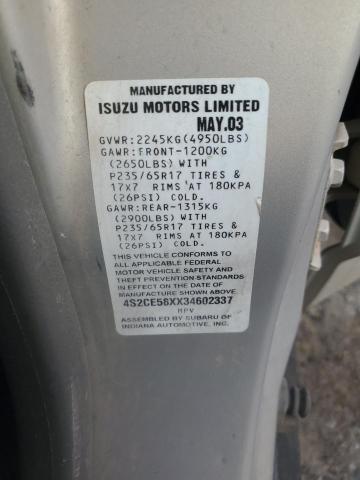 MANUFACTURED BY
ISUZU MOTORS LIMITED
MAY.03
GVWR:2245KG(4950LBS)
GAWR:FRONT-1200KG
(2650LBS)WITH
P235/65R17 TIRES &
17x7 RIMS AT 180KPA
(26PSI) COLD.
GAWR:REAR-1315KG
(2900LBS)WITH
P235/65R17 TIRES &
17x7 RIMS AT 180KPA
(26PSI) COLD.
THIS VEHICLE CONFORMS TO
ALL APPLICABLE FEDERAL
MOTOR VEHICLE SAFETY AND
THEFT PREVENTION STANDARDS
IN EFFECT ON THE DATE OF
MANUFACTURE SHOWN ABOVE.
4S2CE58XX34602337
MPV
ASSEMBLED BY SUBARU OF
INDIANA AUTOMOTIVE, INC.